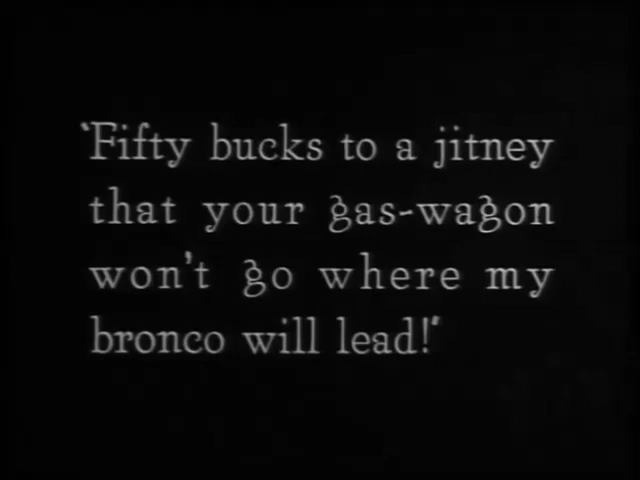 "Fifty bucks to a jitney
that your gas-wagon
won't go where my
bronco will lead!"